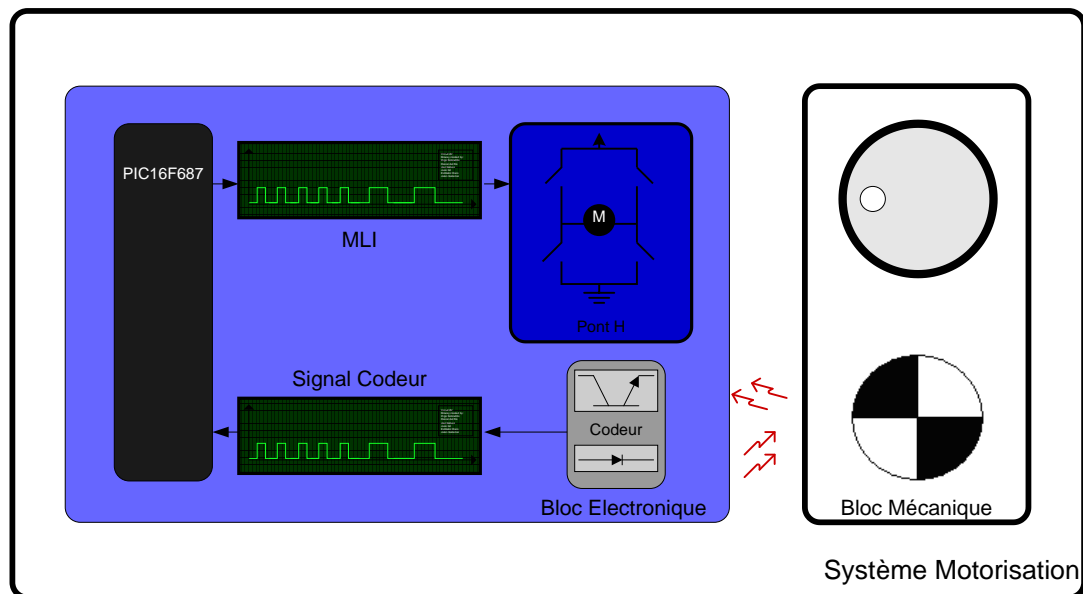 PIC16F687
MLI
M
Pont H
Signal Codeur
Codeur
Bloc Electronique
Bloc Mécanique
Système Motorisation